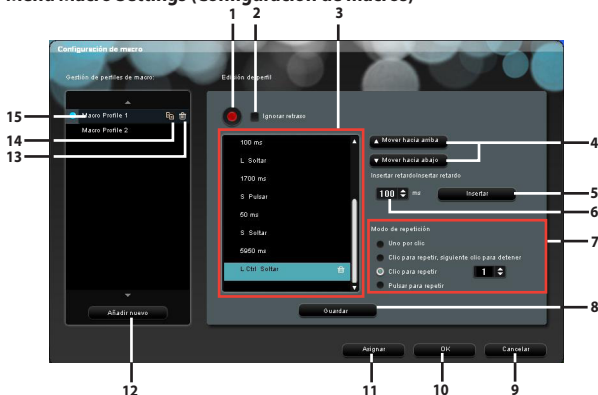 Menú Macro Settings (Configuración de macros)
1 2 3
Configuración de macro
Gestión de perfiles de macro:
Edición de perfil
Ignorar retraso
15
Macro Profile 1
14
Macro Profile 2
13
100 ms
L Soltar
1700 ms
S Pulsar
50 ms
S Soltar
5950 ms
L Ctrl Soltar
Mover hacia arriba
4
Mover hacia abajo
Insertar retardoInsertar retardo
100 ms
Insertar
5
6
Modo de repetición
7
Uno por clic
Clic para repetir, siguiente clic para detener
Clic para repetir 1
Pulsar para repetir
Añadir nuevo
Guardar
8
Asignar
OK
Cancelar
12 11 10 9